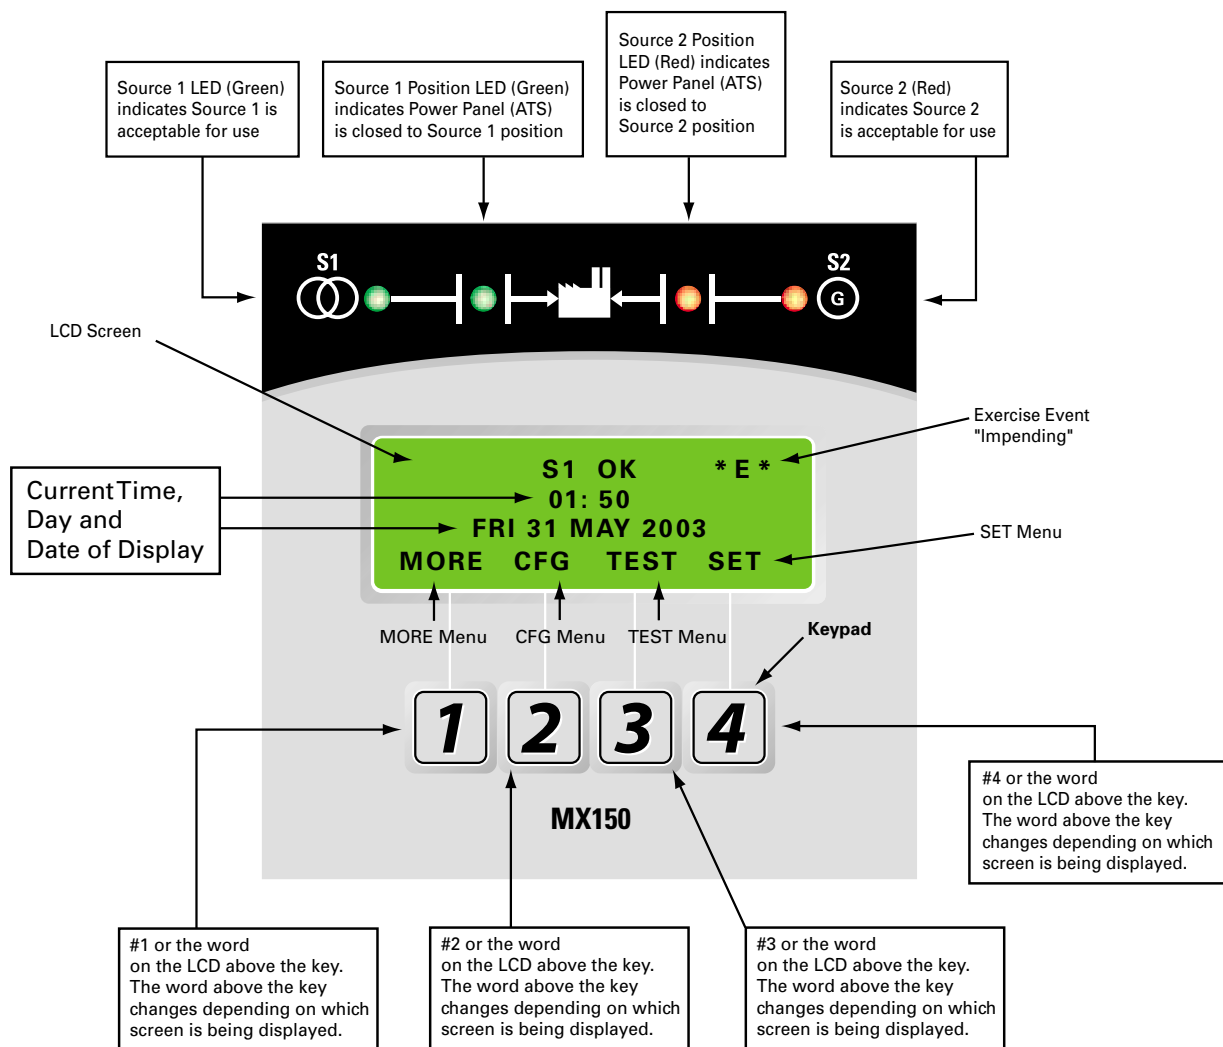 Source 1 LED (Green)
indicates Source 1 is
acceptable for use
Source 1 Position LED (Green)
indicates Power Panel (ATS)
is closed to Source 1 position
Source 2 Position
LED (Red) indicates
Power Panel (ATS)
is closed to
Source 2 position
Source 2 (Red)
indicates Source 2
is acceptable for use
S1
S2
G
LCD Screen
Exercise Event
"Impending"
S1 OK *E*
01:50
FRI 31 MAY 2003
MORE CFG TEST SET
Current Time,
Day and
Date of Display
SET Menu
MORE Menu
CFG Menu
TEST Menu
Keypad
1 2 3 4
MX150
#4 or the word
on the LCD above the key.
The word above the key
changes depending on which
screen is being displayed.
#1 or the word
on the LCD above the key.
The word above the key
changes depending on which
screen is being displayed.
#2 or the word
on the LCD above the key.
The word above the key
changes depending on which
screen is being displayed.
#3 or the word
on the LCD above the key.
The word above the key
changes depending on which
screen is being displayed.